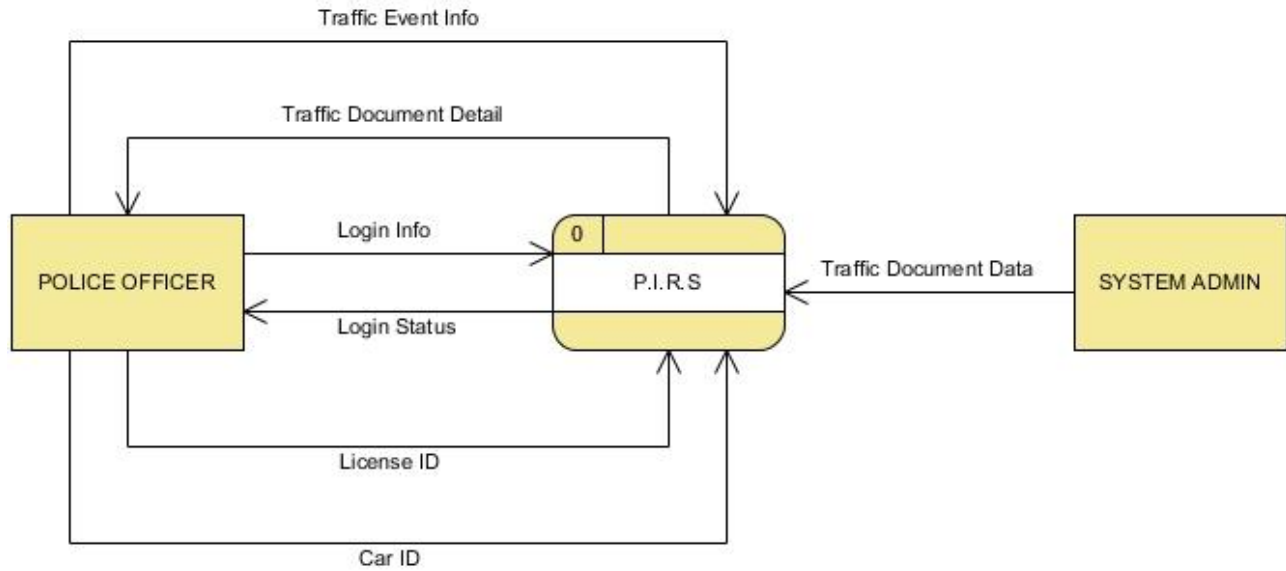 Traffic Event Info
Traffic Document Detail
Login Info
0
POLICE OFFICER
P.I.R.S
Traffic Document Data
SYSTEM ADMIN
Login Status
License ID
Car ID